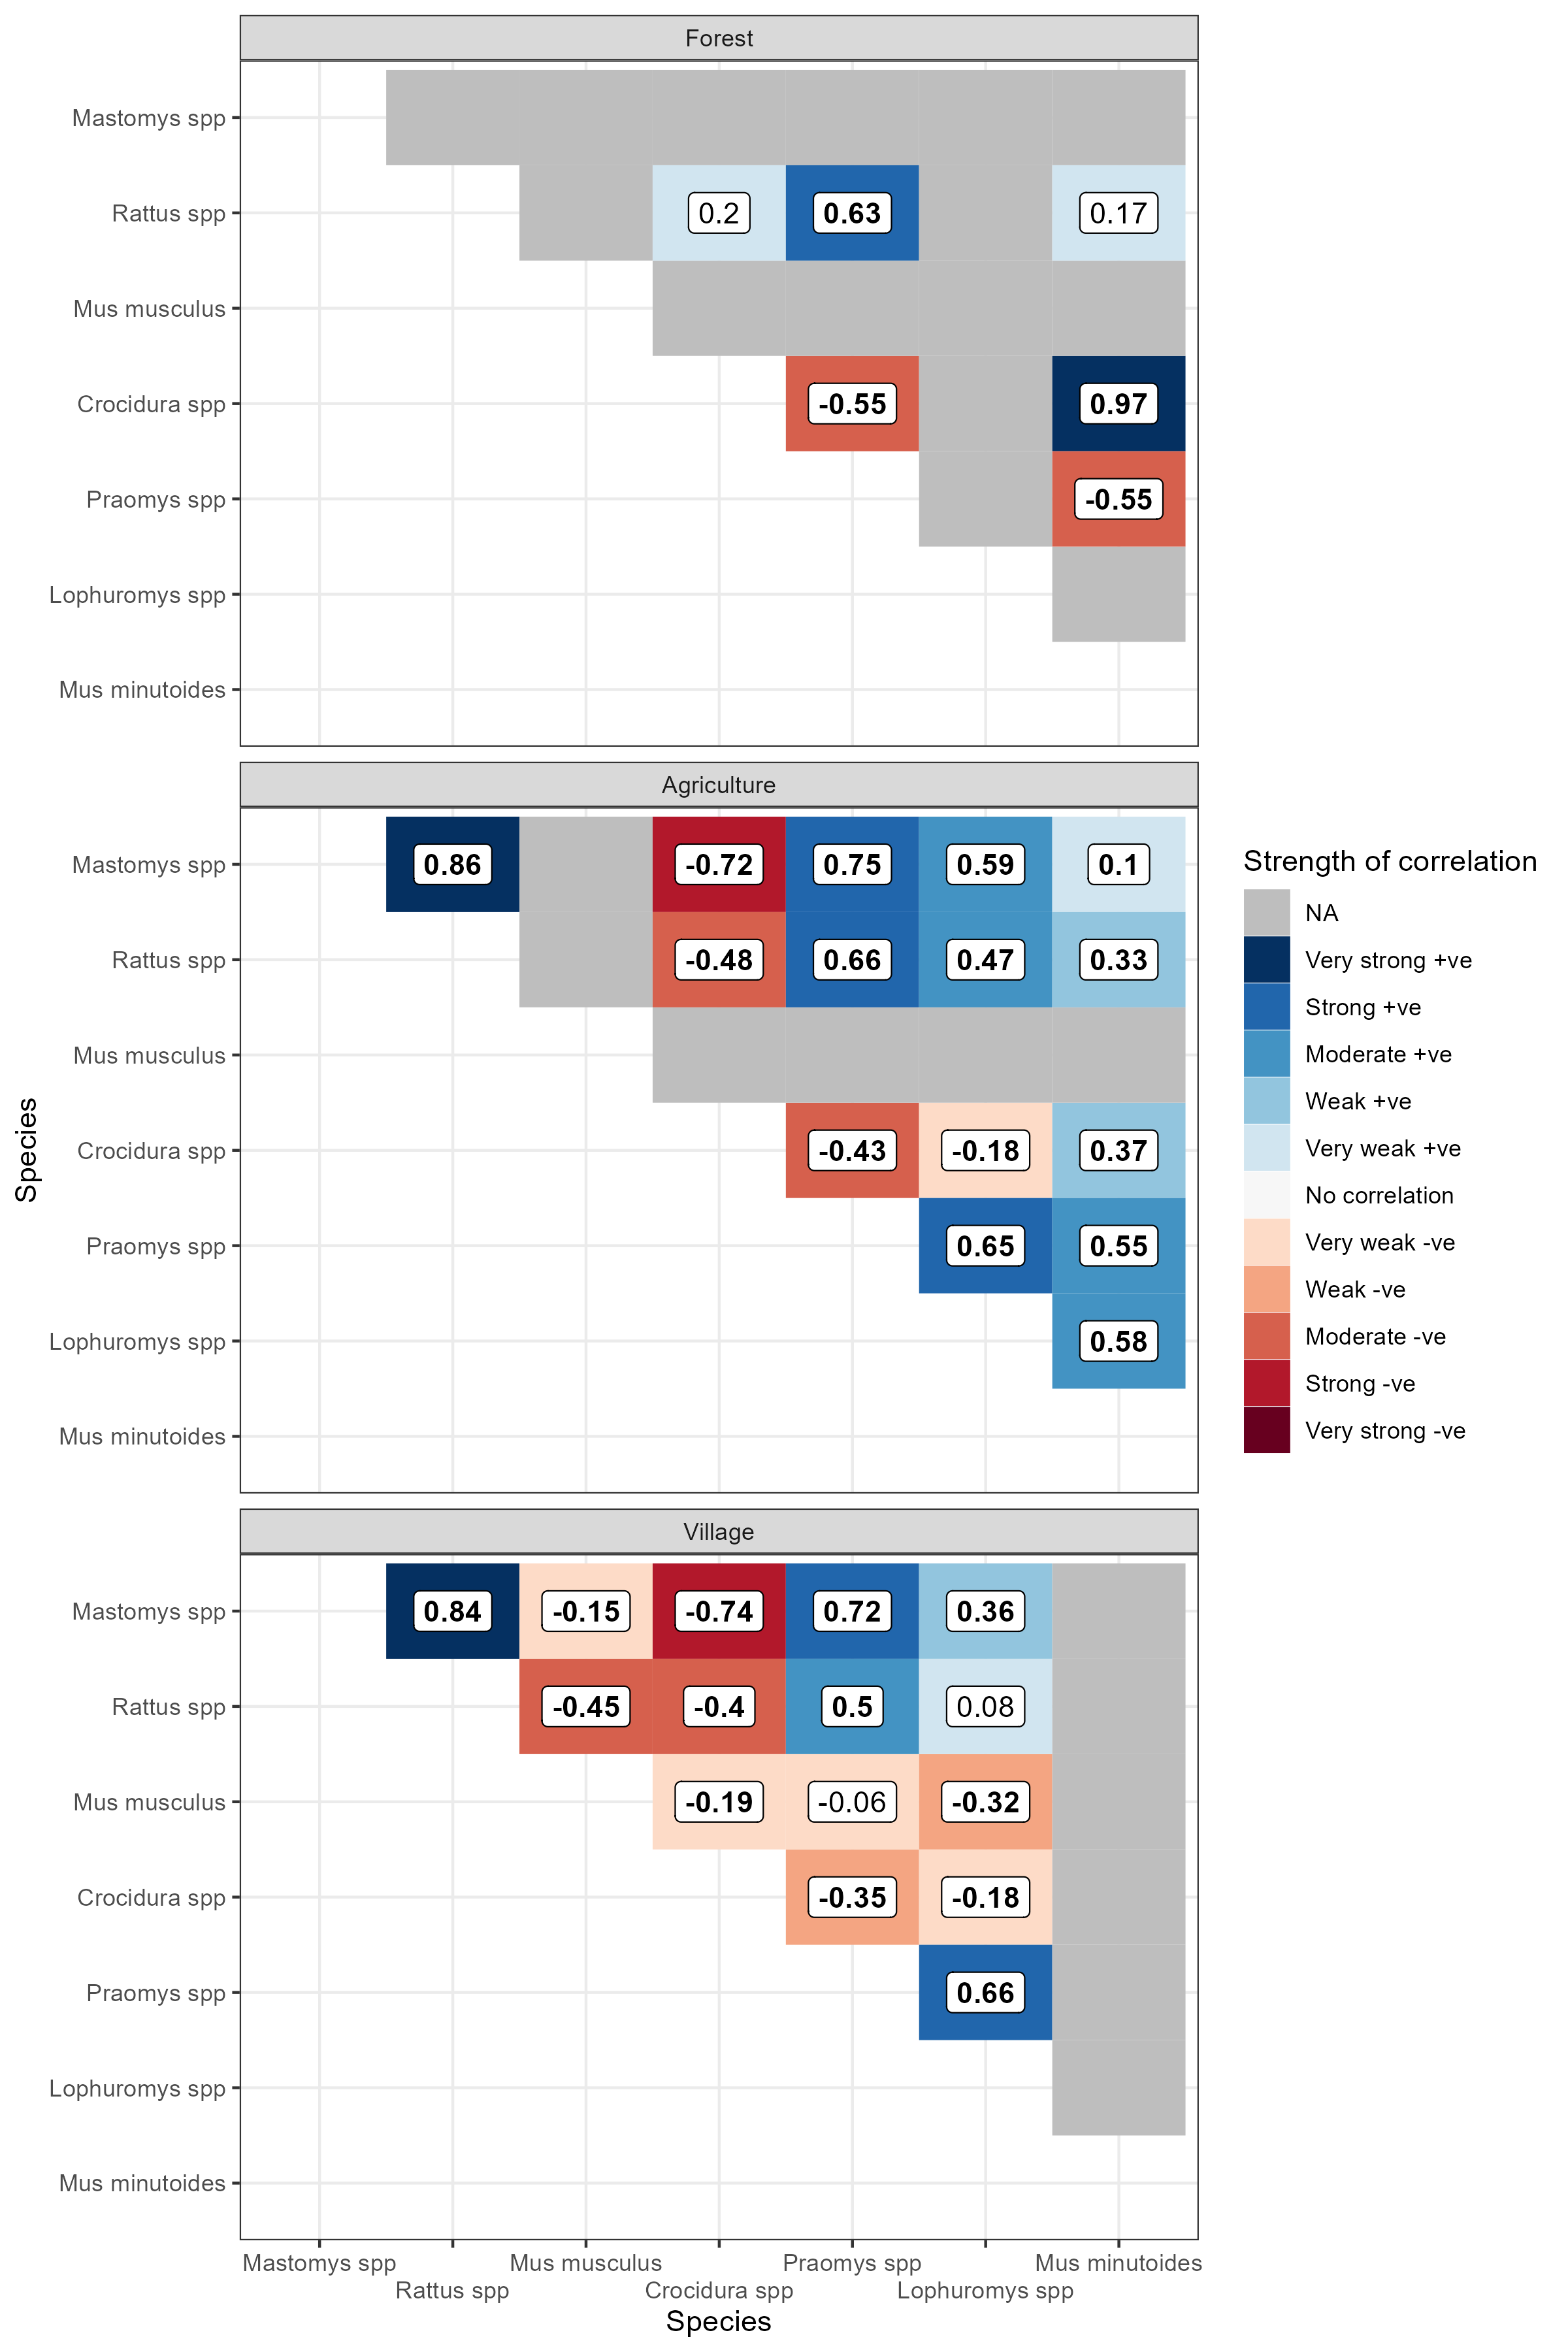 Forest
Mastomys spp
Rattus spp 0.2 0.63 0.17
Mus musculus
Crocidura spp -0.55 0.97
Praomys spp -0.55
Lophuromys spp
Mus minutoides
Agriculture
Mastomys spp 0.86 -0.72 0.75 0.59 0.1
Rattus spp -0.48 0.66 0.47 0.33
Mus musculus
Crocidura spp -0.43 -0.18 0.37
Praomys spp 0.65 0.55
Lophuromys spp 0.58
Mus minutoides
Village
Mastomys spp 0.84 -0.15 -0.74 0.72 0.36
Rattus spp -0.45 -0.4 0.5 0.08
Mus musculus -0.19 -0.06 -0.32
Crocidura spp -0.35 -0.18
Praomys spp 0.66
Lophuromys spp
Mus minutoides
Mastomys spp Mus musculus Praomys spp Mus minutoides
Rattus spp Crocidura spp Lophuromys spp
Species
Species
Strength of correlation
NA
Very strong +ve
Strong +ve
Moderate +ve
Weak +ve
Very weak +ve
No correlation
Very weak -ve
Weak -ve
Moderate -ve
Strong -ve
Very strong -ve